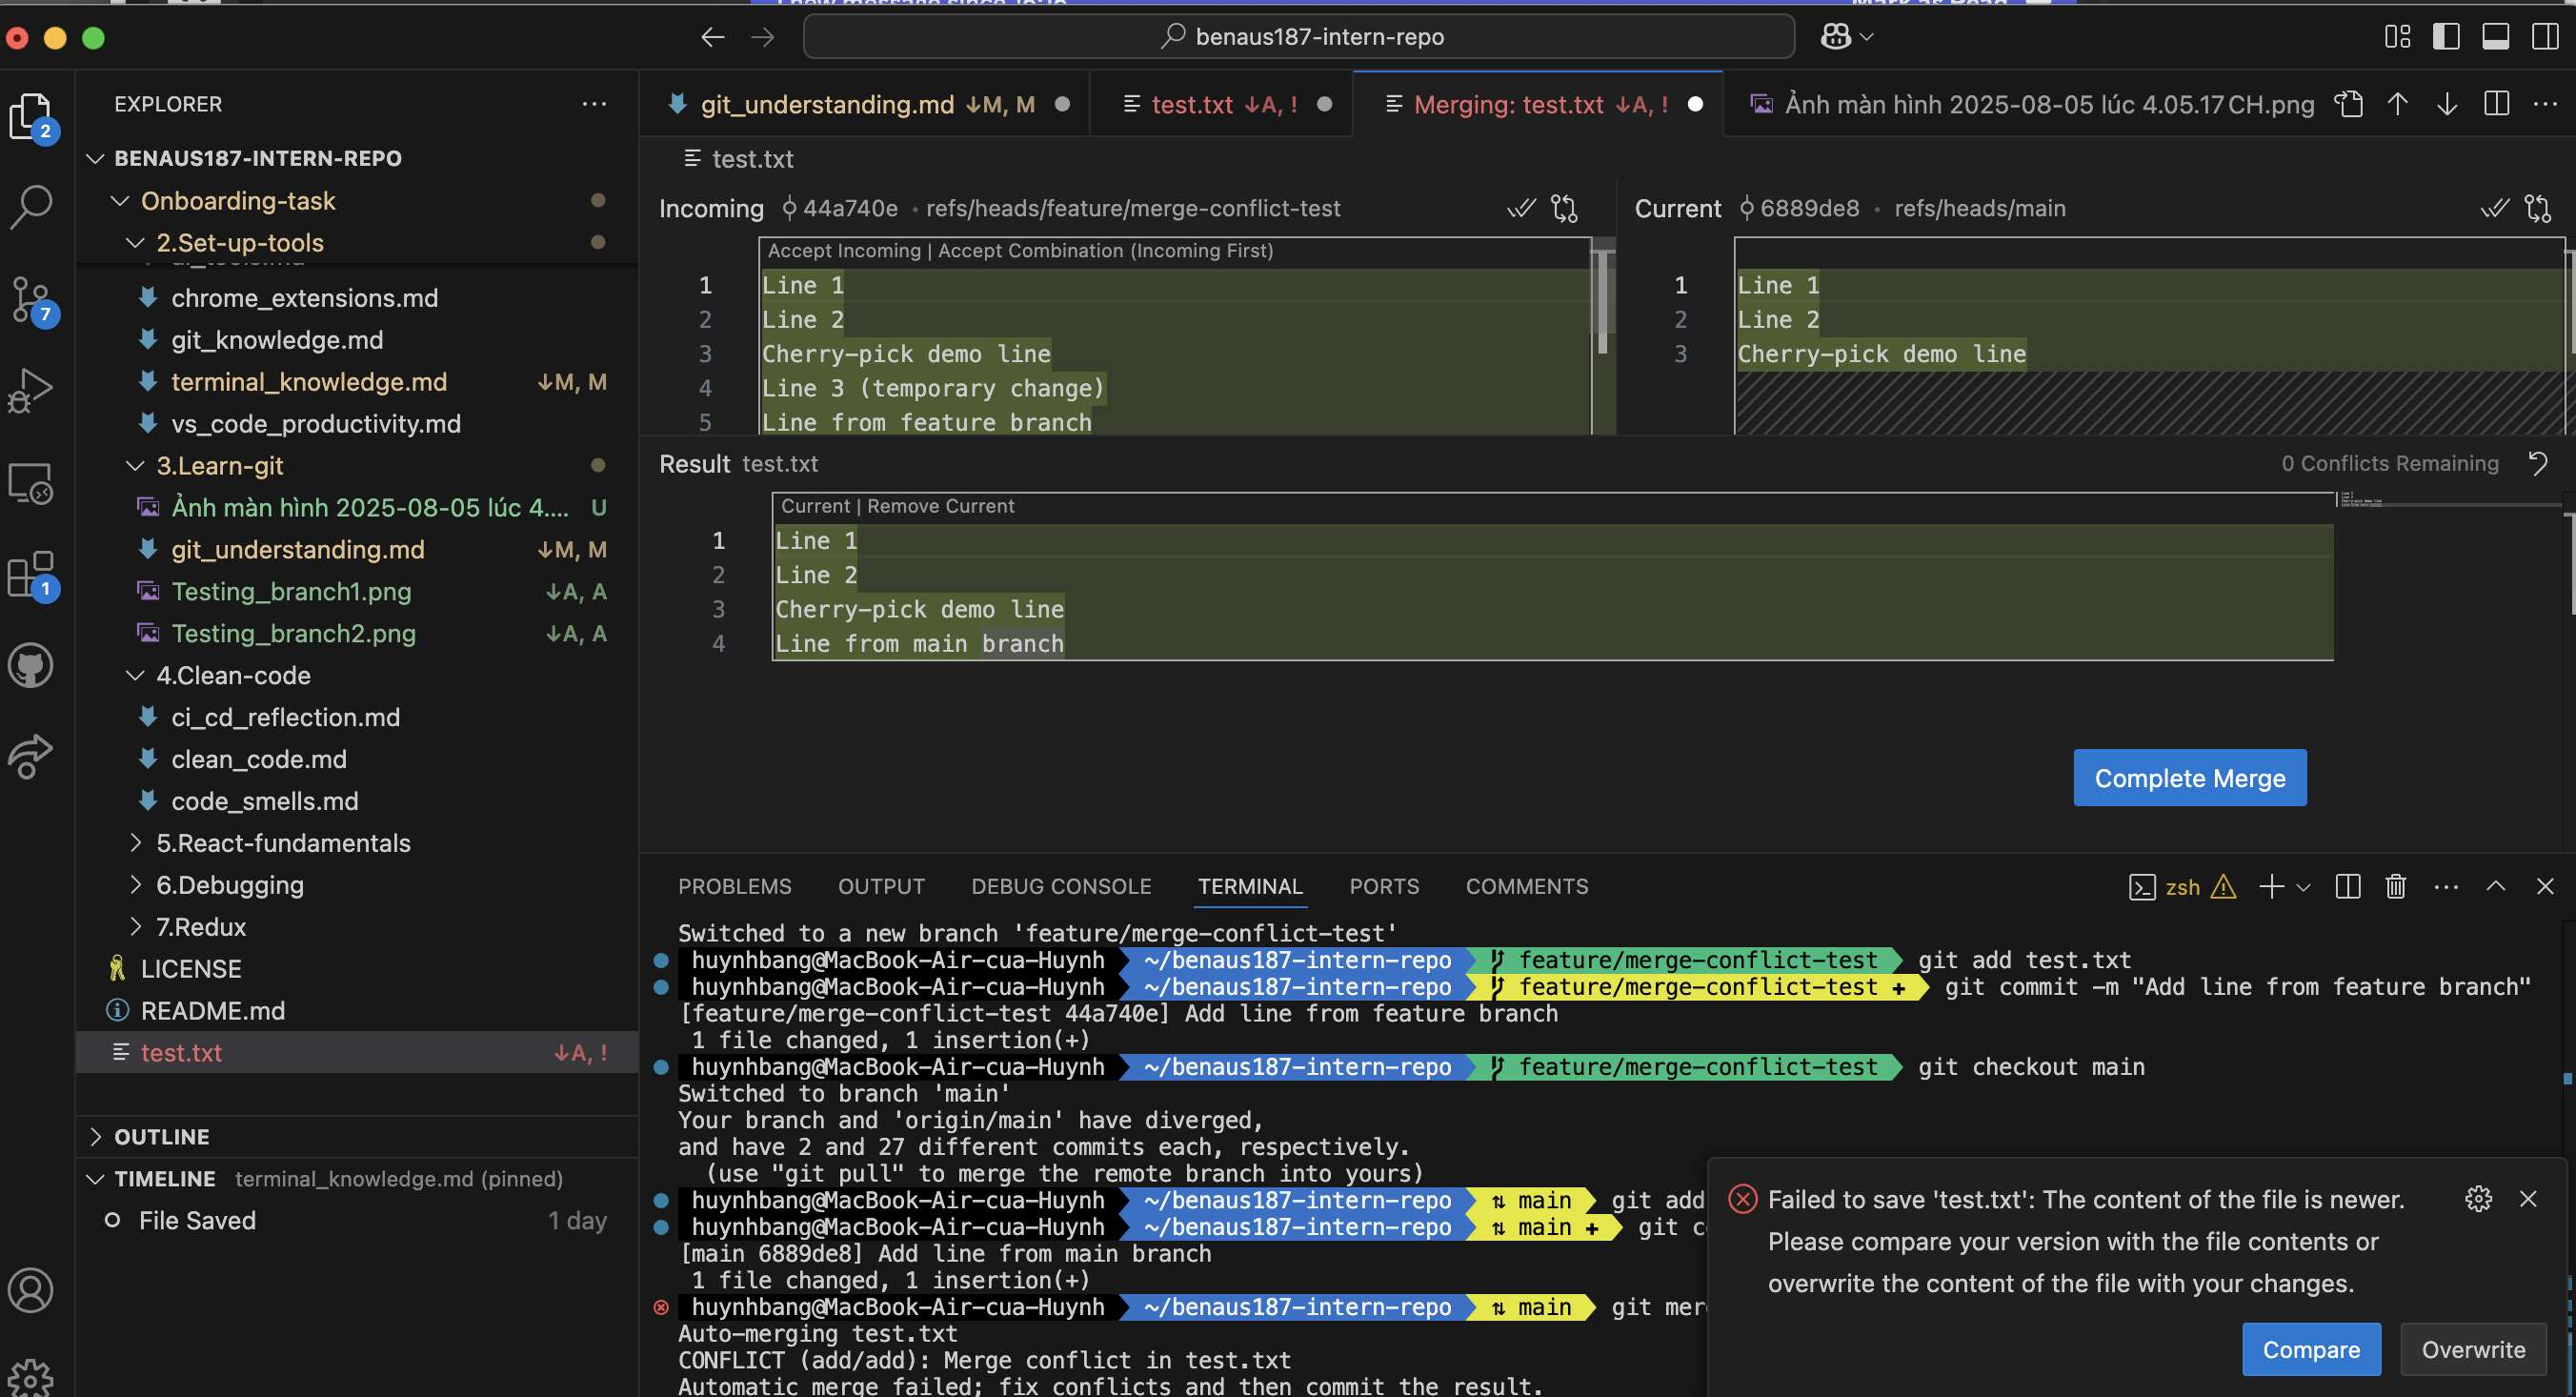 benaus187-intern-repo
EXPLORER
BENAUS187-INTERN-REPO
Onboarding-task
2.Set-up-tools
chrome_extensions.md
git_knowledge.md
terminal_knowledge.md ↓M, M
vs_code_productivity.md
3.Learn-git
Ảnh màn hình 2025-08-05 lúc 4.... U
git_understanding.md ↓M, M
Testing_branch1.png ↓A, A
Testing_branch2.png ↓A, A
4.Clean-code
ci_cd_reflection.md
clean_code.md
code_smells.md
5.React-fundamentals
6.Debugging
7.Redux
LICENSE
README.md
test.txt ↓A, !
OUTLINE
TIMELINE terminal_knowledge.md (pinned)
File Saved 1 day
2
7
1
git_understanding.md ↓M, M
test.txt ↓A, !
Merging: test.txt ↓A, !
Ảnh màn hình 2025-08-05 lúc 4.05.17 CH.png
test.txt
Incoming 44a740e • refs/heads/feature/merge-conflict-test
Accept Incoming | Accept Combination (Incoming First)
1 Line 1
2 Line 2
3 Cherry-pick demo line
4 Line 3 (temporary change)
5 Line from feature branch
Current 6889de8 • refs/heads/main
1 Line 1
2 Line 2
3 Cherry-pick demo line
Result test.txt
0 Conflicts Remaining
Current | Remove Current
1 Line 1
2 Line 2
3 Cherry-pick demo line
4 Line from main branch
Complete Merge
PROBLEMS OUTPUT DEBUG CONSOLE TERMINAL PORTS COMMENTS
zsh
Switched to a new branch 'feature/merge-conflict-test'
huynhbang@MacBook-Air-cua-Huynh ~/benaus187-intern-repo feature/merge-conflict-test git add test.txt
huynhbang@MacBook-Air-cua-Huynh ~/benaus187-intern-repo feature/merge-conflict-test + git commit -m "Add line from feature branch"
[feature/merge-conflict-test 44a740e] Add line from feature branch
1 file changed, 1 insertion(+)
huynhbang@MacBook-Air-cua-Huynh ~/benaus187-intern-repo feature/merge-conflict-test git checkout main
Switched to branch 'main'
Your branch and 'origin/main' have diverged,
and have 2 and 27 different commits each, respectively.
(use "git pull" to merge the remote branch into yours)
huynhbang@MacBook-Air-cua-Huynh ~/benaus187-intern-repo ⇅ main git add
huynhbang@MacBook-Air-cua-Huynh ~/benaus187-intern-repo ⇅ main + git c
[main 6889de8] Add line from main branch
1 file changed, 1 insertion(+)
huynhbang@MacBook-Air-cua-Huynh ~/benaus187-intern-repo ⇅ main git mer
Auto-merging test.txt
CONFLICT (add/add): Merge conflict in test.txt
Automatic merge failed; fix conflicts and then commit the result.
Failed to save 'test.txt': The content of the file is newer.
Please compare your version with the file contents or
overwrite the content of the file with your changes.
Compare
Overwrite